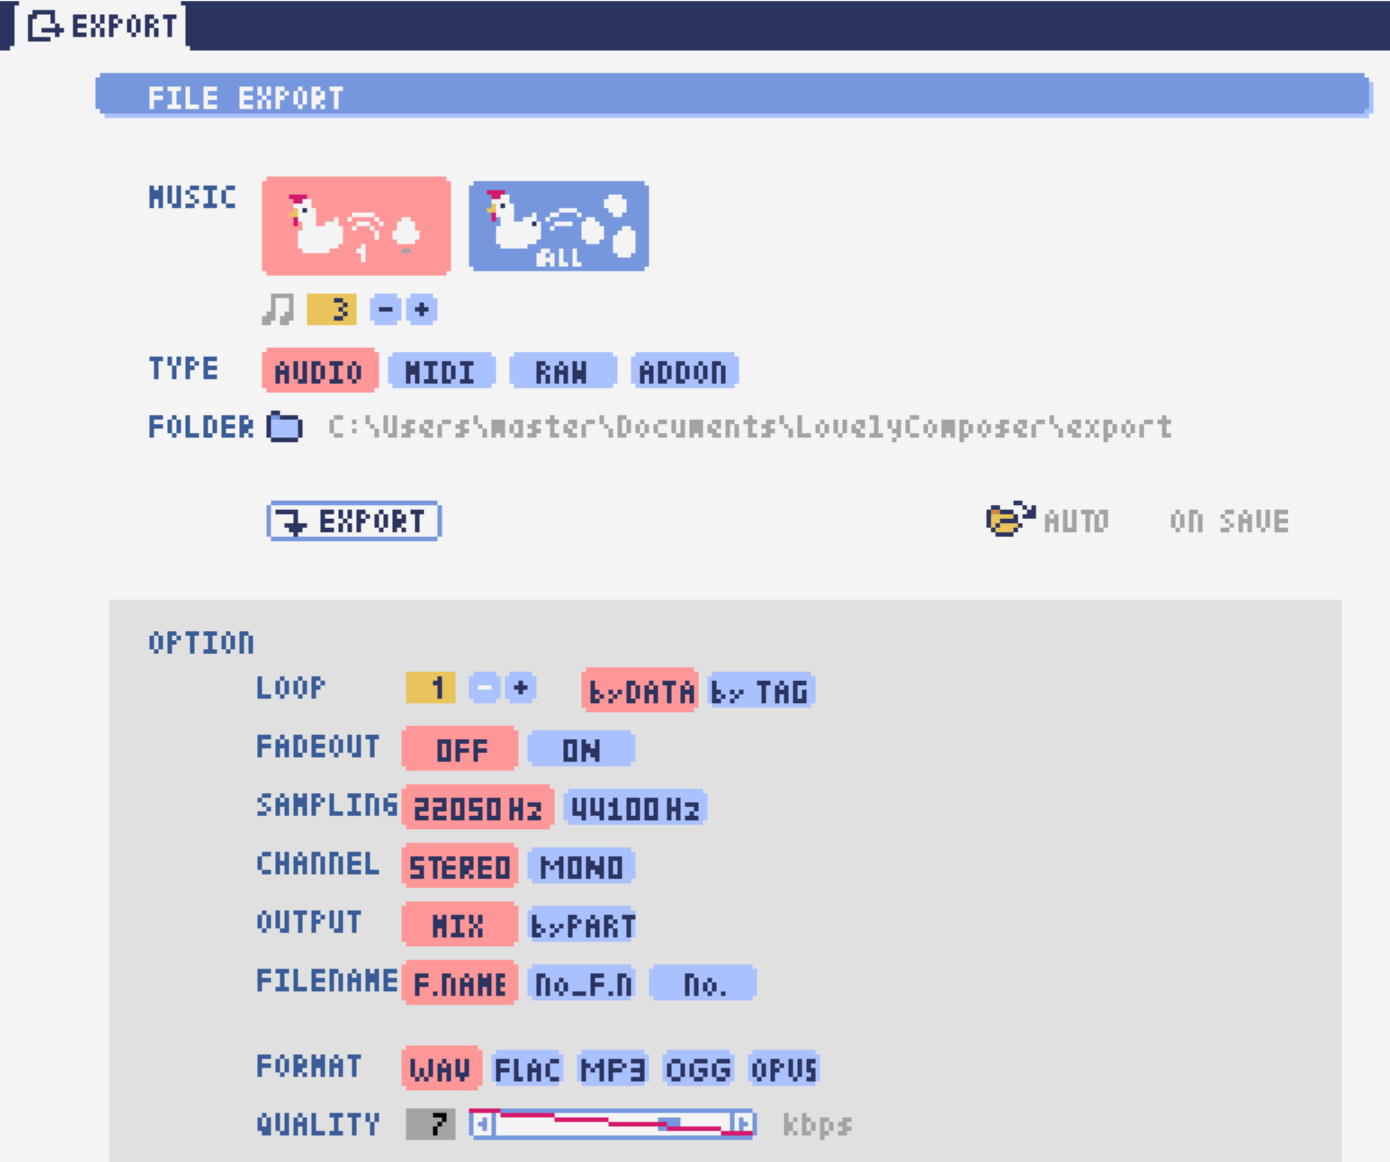 EXPORT
FILE EXPORT
MUSIC
1
ALL
3 - +
TYPE AUDIO MIDI RAW ADDON
FOLDER C:\Users\master\Documents\LovelyComposer\export
EXPORT AUTO ON SAVE
OPTION
LOOP 1 - + byDATA by TAG
FADEOUT OFF ON
SAMPLING 22050Hz 44100Hz
CHANNEL STEREO MONO
OUTPUT MIX byPART
FILENAME F.NAME No_F.N No.
FORMAT WAV FLAC MP3 OGG OPUS
QUALITY 7 kbps